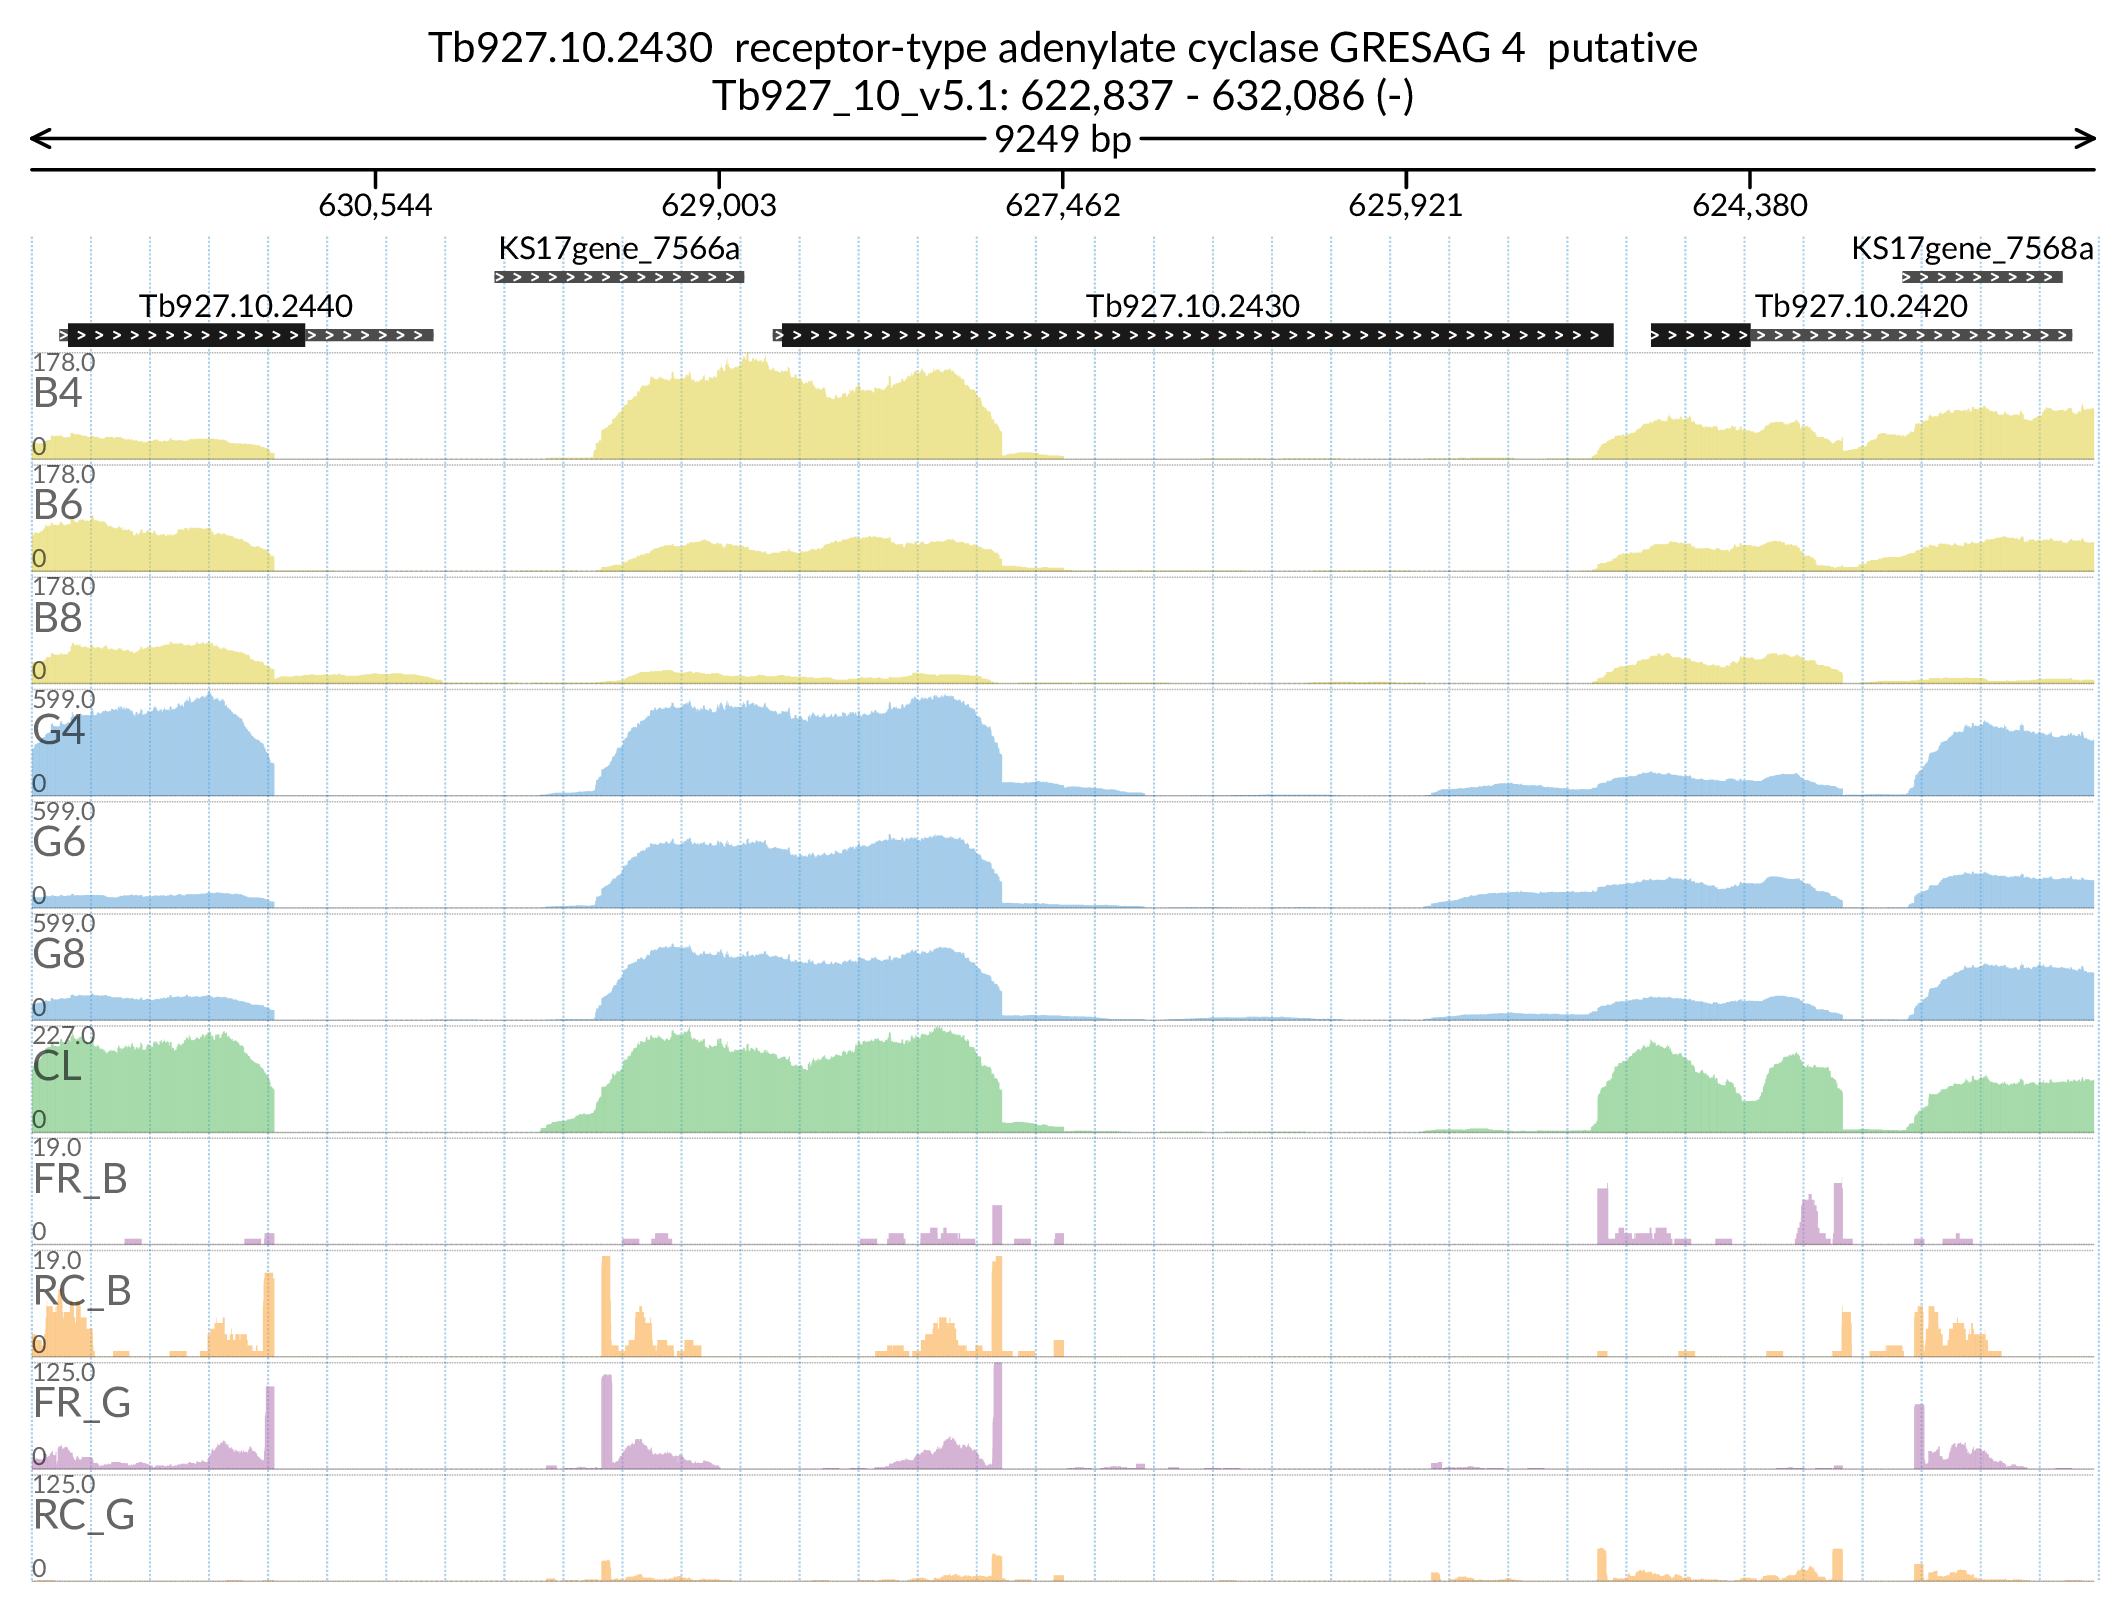 Tb927.10.2430  receptor-type adenylate cyclase GRESAG 4  putative
Tb927_10_v5.1: 622,837 - 632,086 (-)
9249 bp
630,544 629,003 627,462 625,921 624,380
KS17gene_7566a KS17gene_7568a
Tb927.10.2440 Tb927.10.2430 Tb927.10.2420
178.0
B4
0
178.0
B6
0
178.0
B8
0
599.0
G4
0
599.0
G6
0
599.0
G8
0
227.0
CL
0
19.0
FR_B
0
19.0
RC_B
0
125.0
FR_G
0
125.0
RC_G
0